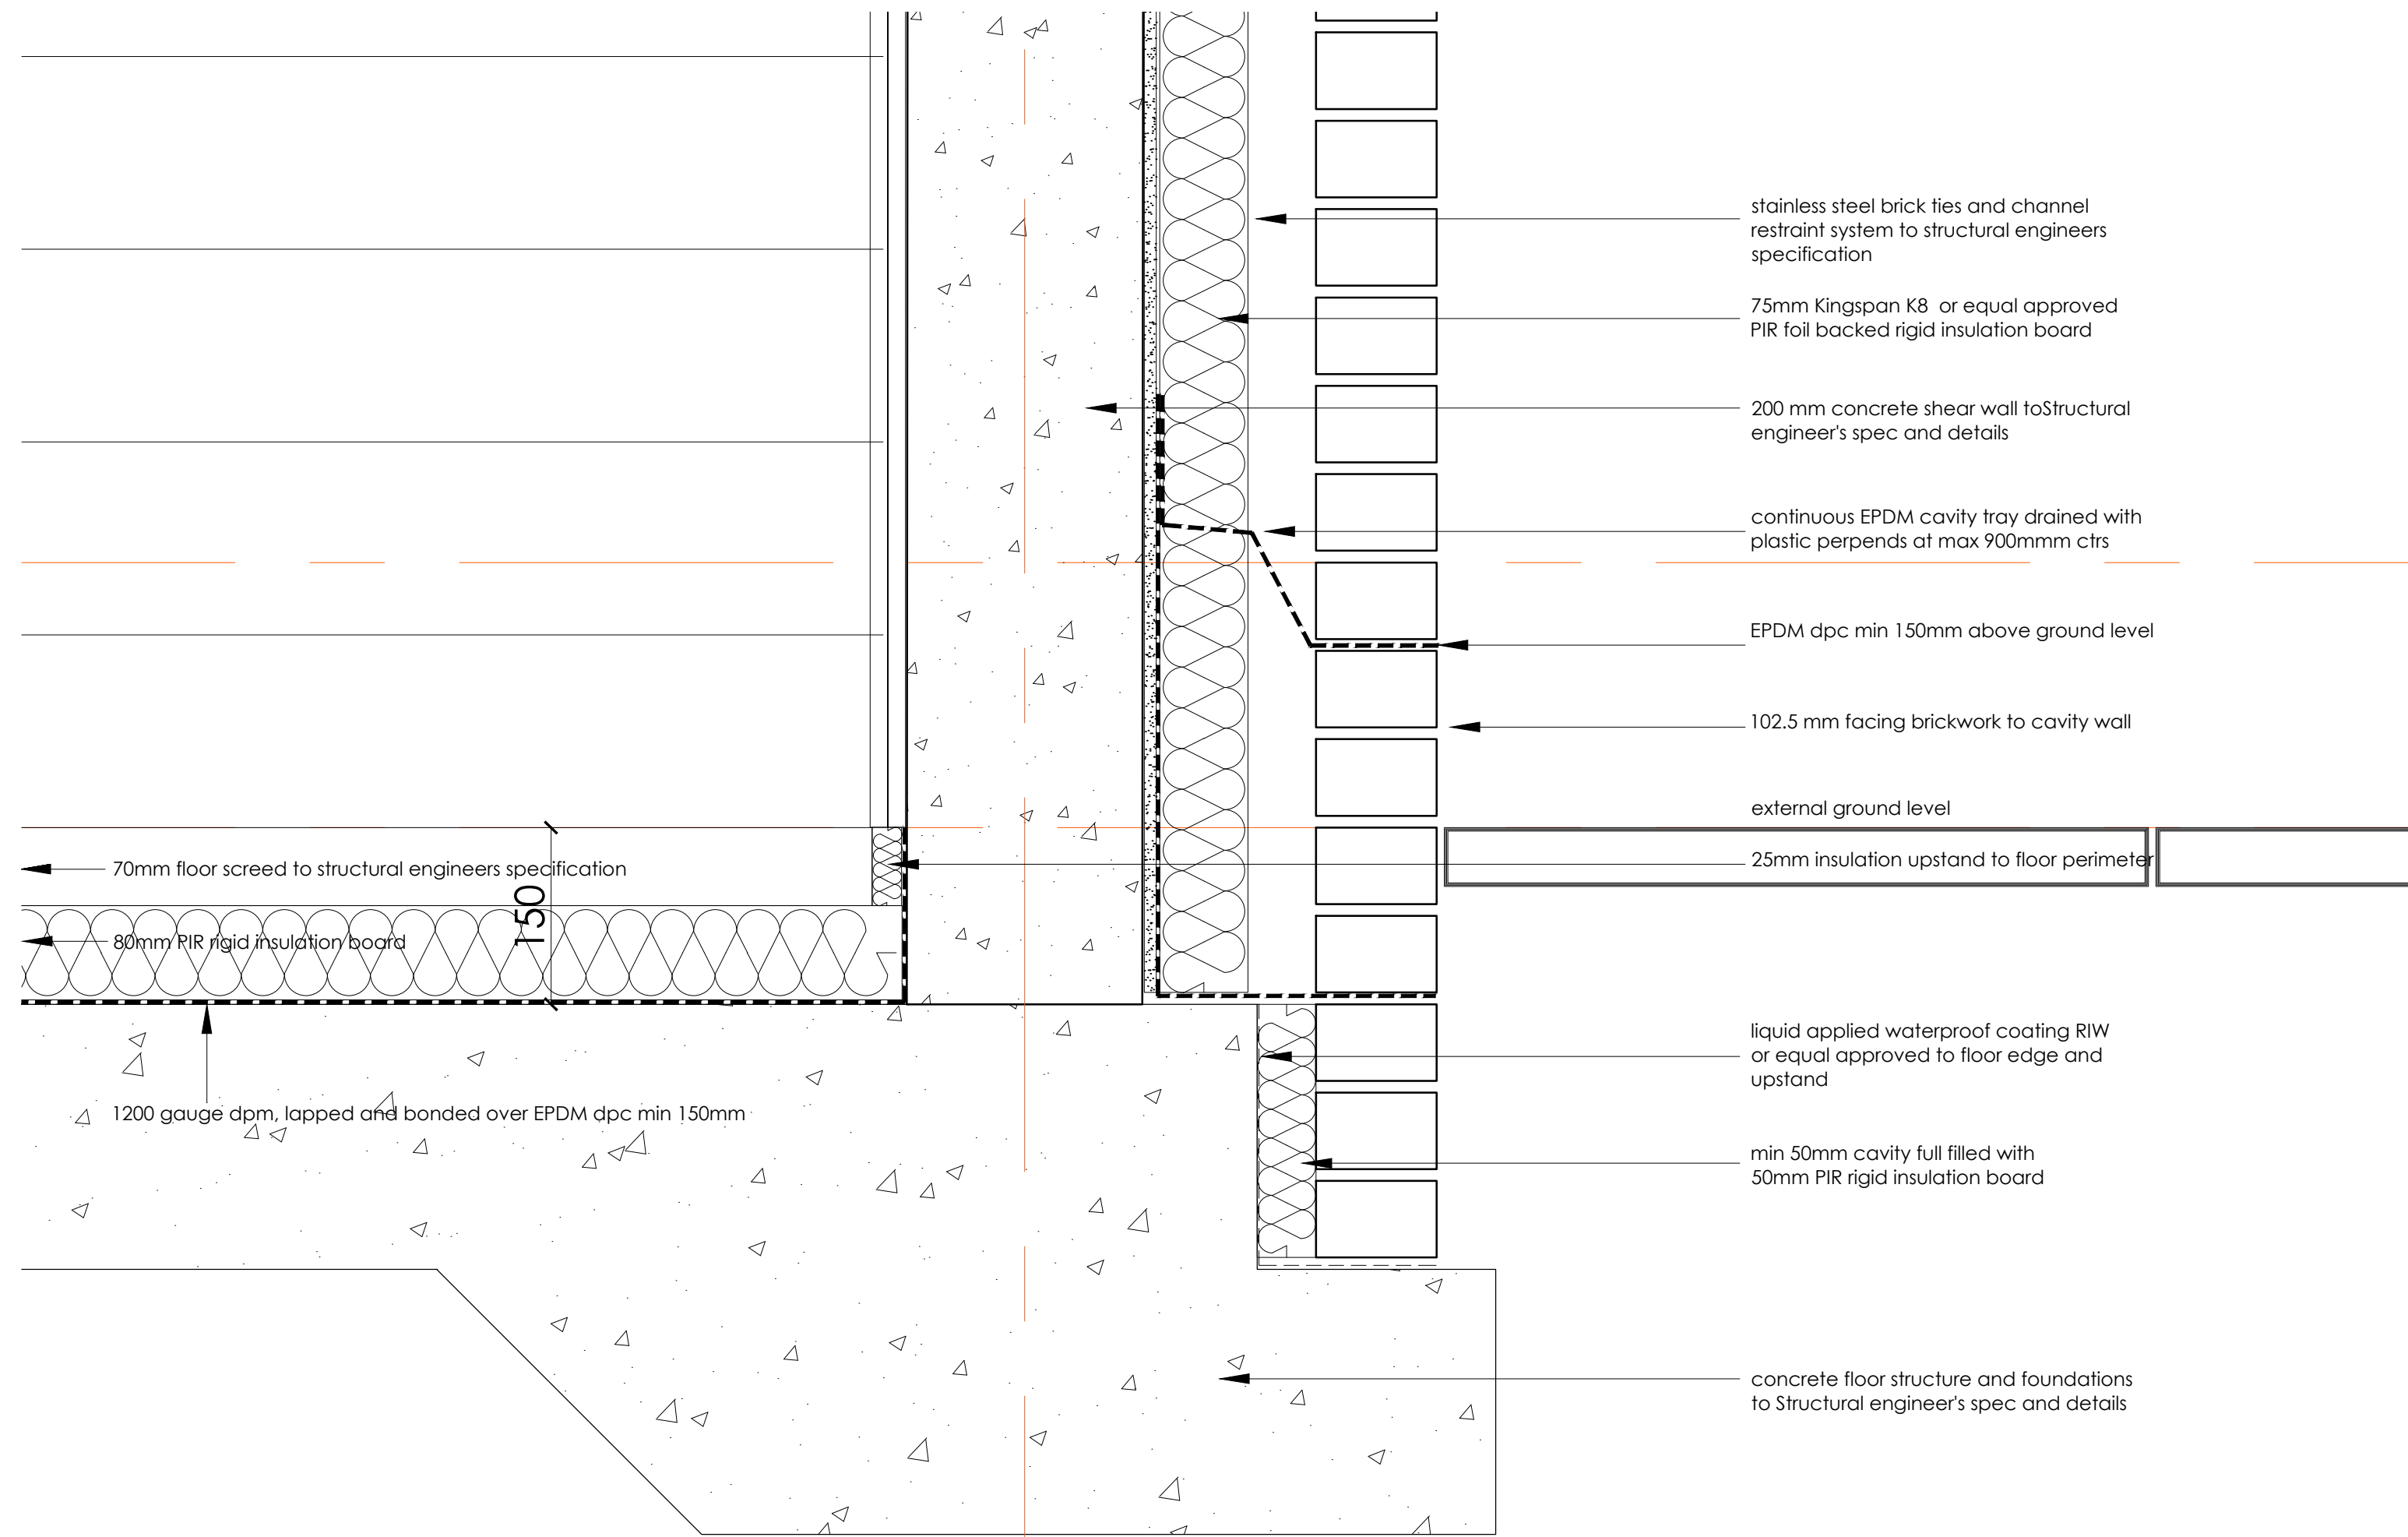 stainless steel brick ties and channel
restraint system to structural engineers
specification
75mm Kingspan K8  or equal approved
PIR foil backed rigid insulation board
200 mm concrete shear wall toStructural
engineer's spec and details
continuous EPDM cavity tray drained with
plastic perpends at max 900mmm ctrs
EPDM dpc min 150mm above ground level
102.5 mm facing brickwork to cavity wall
external ground level
25mm insulation upstand to floor perimeter
70mm floor screed to structural engineers specification
150
80mm PIR rigid insulation board
1200 gauge dpm, lapped and bonded over EPDM dpc min 150mm
liquid applied waterproof coating RIW
or equal approved to floor edge and
upstand
min 50mm cavity full filled with
50mm PIR rigid insulation board
concrete floor structure and foundations
to Structural engineer's spec and details